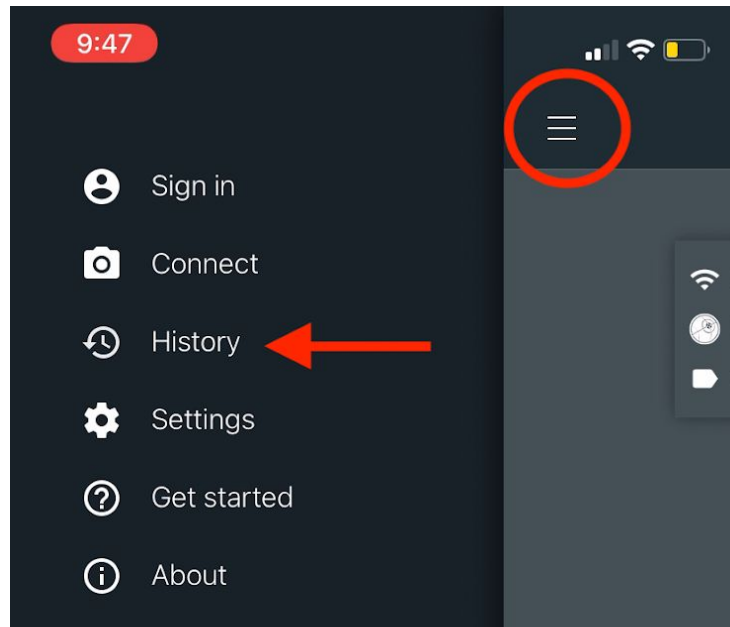 9:47
Sign in
Connect
History
Settings
Get started
About